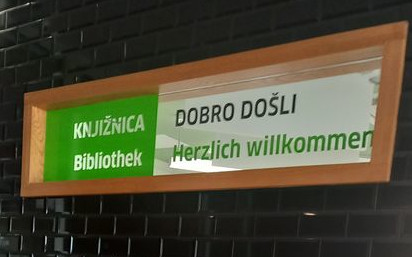 KNJIŽNICA
Bibliothek
DOBRO DOŠLI
Herzlich willkommen